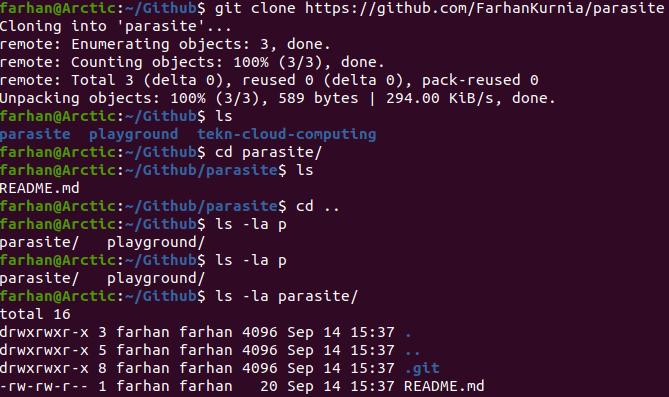 farhan@Arctic:~/Github$ git clone https://github.com/FarhanKurnia/parasite
Cloning into 'parasite'...
remote: Enumerating objects: 3, done.
remote: Counting objects: 100% (3/3), done.
remote: Total 3 (delta 0), reused 0 (delta 0), pack-reused 0
Unpacking objects: 100% (3/3), 589 bytes | 294.00 KiB/s, done.
farhan@Arctic:~/Github$ ls
parasite  playground  tekn-cloud-computing
farhan@Arctic:~/Github$ cd parasite/
farhan@Arctic:~/Github/parasite$ ls
README.md
farhan@Arctic:~/Github/parasite$ cd ..
farhan@Arctic:~/Github$ ls -la p
parasite/   playground/
farhan@Arctic:~/Github$ ls -la p
parasite/   playground/
farhan@Arctic:~/Github$ ls -la parasite/
total 16
drwxrwxr-x 3 farhan farhan 4096 Sep 14 15:37 .
drwxrwxr-x 5 farhan farhan 4096 Sep 14 15:37 ..
drwxrwxr-x 8 farhan farhan 4096 Sep 14 15:37 .git
-rw-rw-r-- 1 farhan farhan   20 Sep 14 15:37 README.md